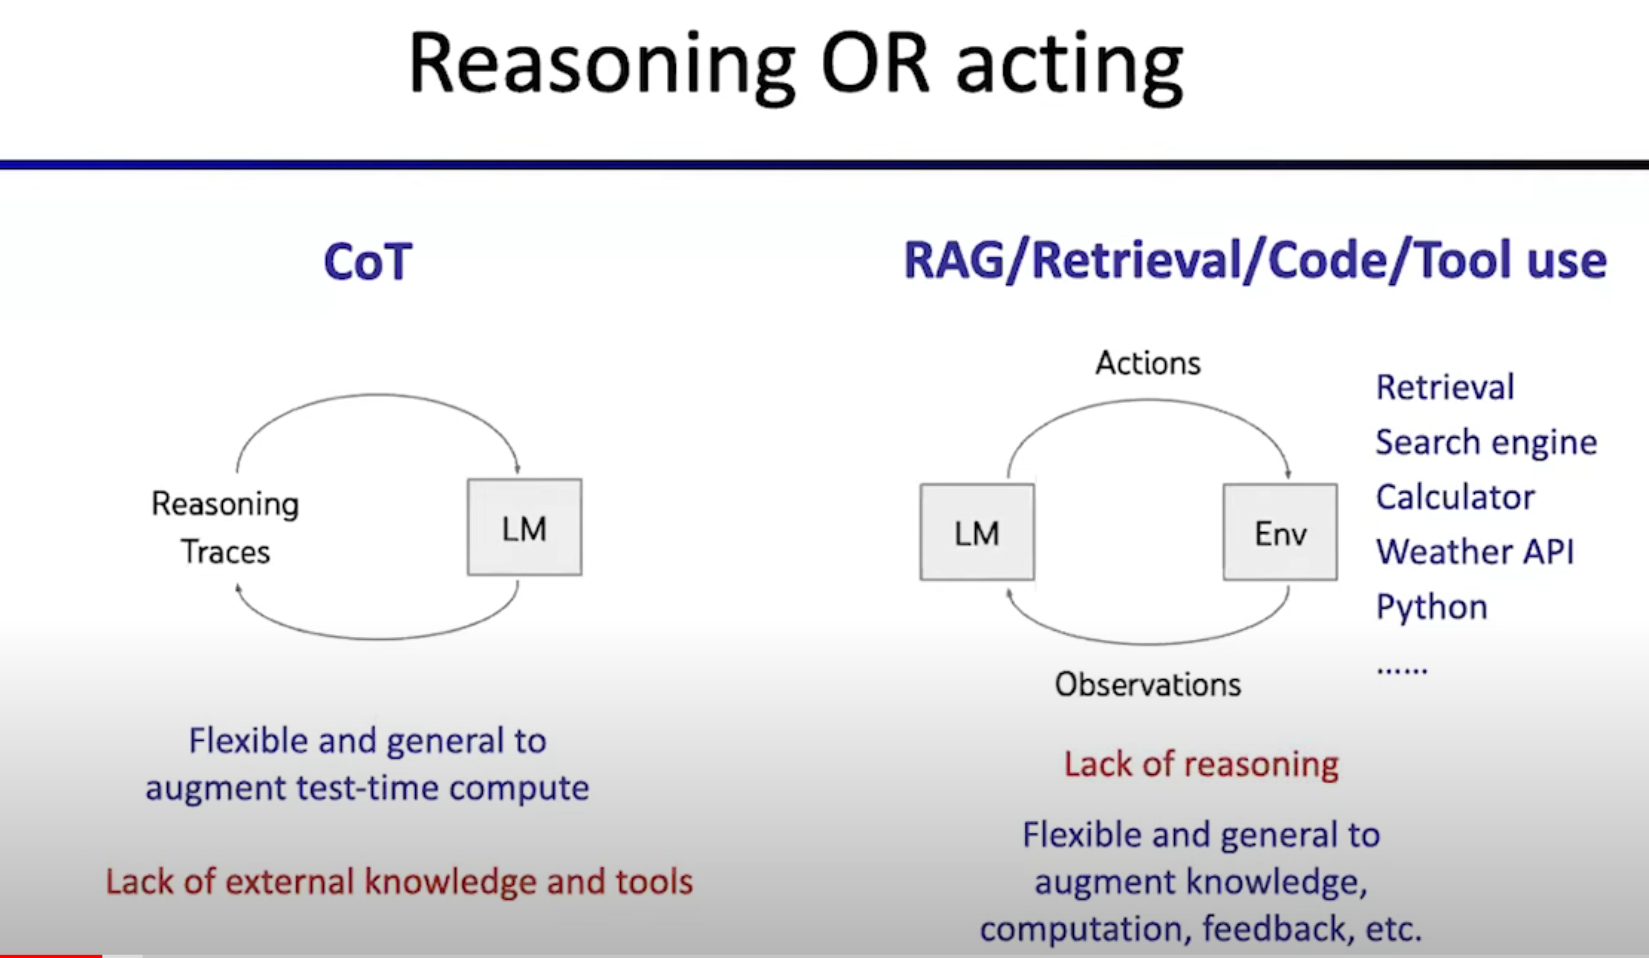 Reasoning OR acting
CoT
Reasoning
Traces
LM
Flexible and general to
augment test-time compute
Lack of external knowledge and tools
RAG/Retrieval/Code/Tool use
Actions
LM
Env
Observations
Retrieval
Search engine
Calculator
Weather API
Python
......
Lack of reasoning
Flexible and general to
augment knowledge,
computation, feedback, etc.